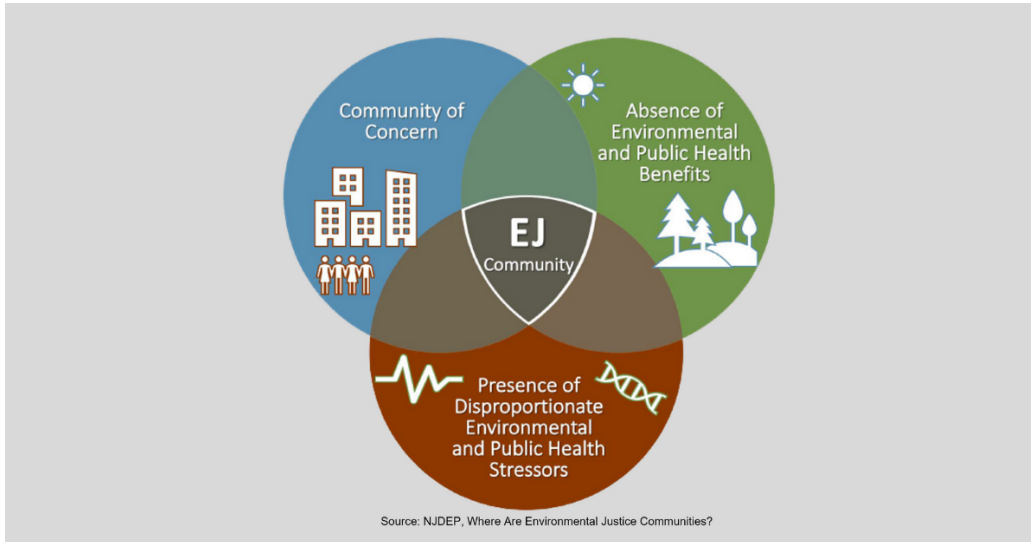 Community of
Concern
Absence of
Environmental
and Public Health
Benefits
EJ
Community
Presence of
Disproportionate
Environmental
and Public Health
Stressors
Source: NJDEP, Where Are Environmental Justice Communities?